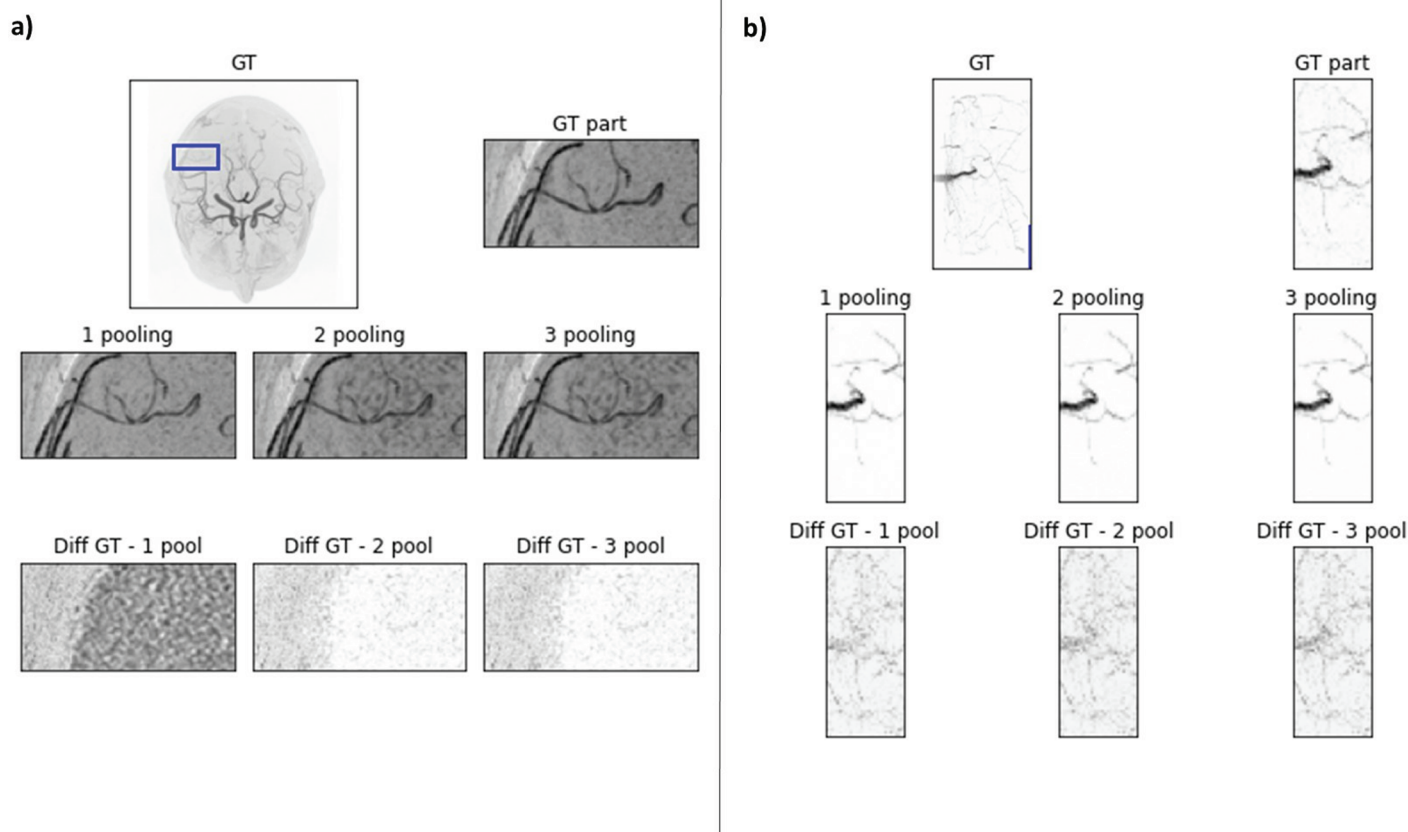 a)
GT
GT part
1 pooling 2 pooling 3 pooling
Diff GT - 1 pool Diff GT - 2 pool Diff GT - 3 pool
b)
GT GT part
1 pooling 2 pooling 3 pooling
Diff GT - 1 pool Diff GT - 2 pool Diff GT - 3 pool